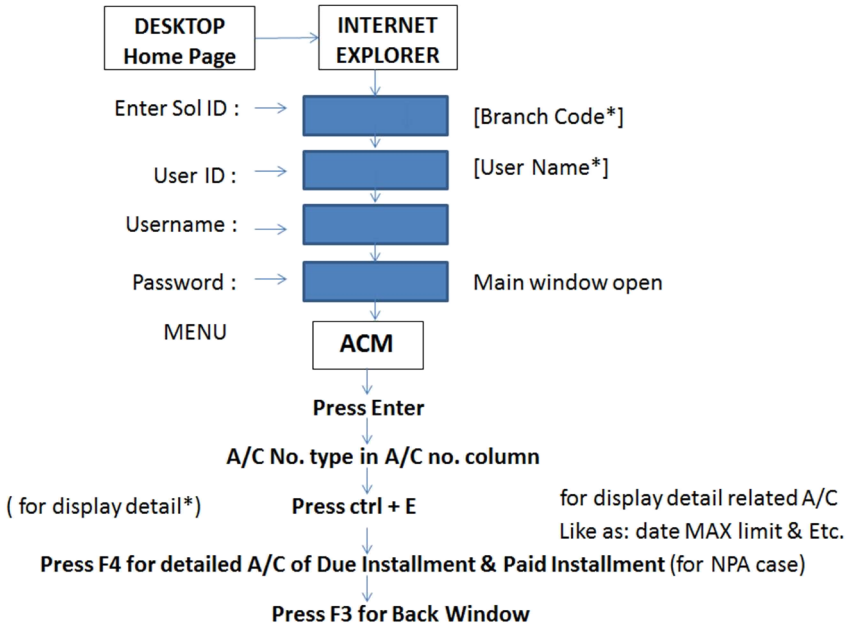 DESKTOP
Home Page
INTERNET
EXPLORER
Enter Sol ID :
[Branch Code*]
User ID :
[User Name*]
Username :
Password :
Main window open
MENU
ACM
Press Enter
A/C No. type in A/C no. column
( for display detail*)
Press ctrl + E
for display detail related A/C
Like as: date MAX limit & Etc.
Press F4 for detailed A/C of Due Installment & Paid Installment (for NPA case)
Press F3 for Back Window